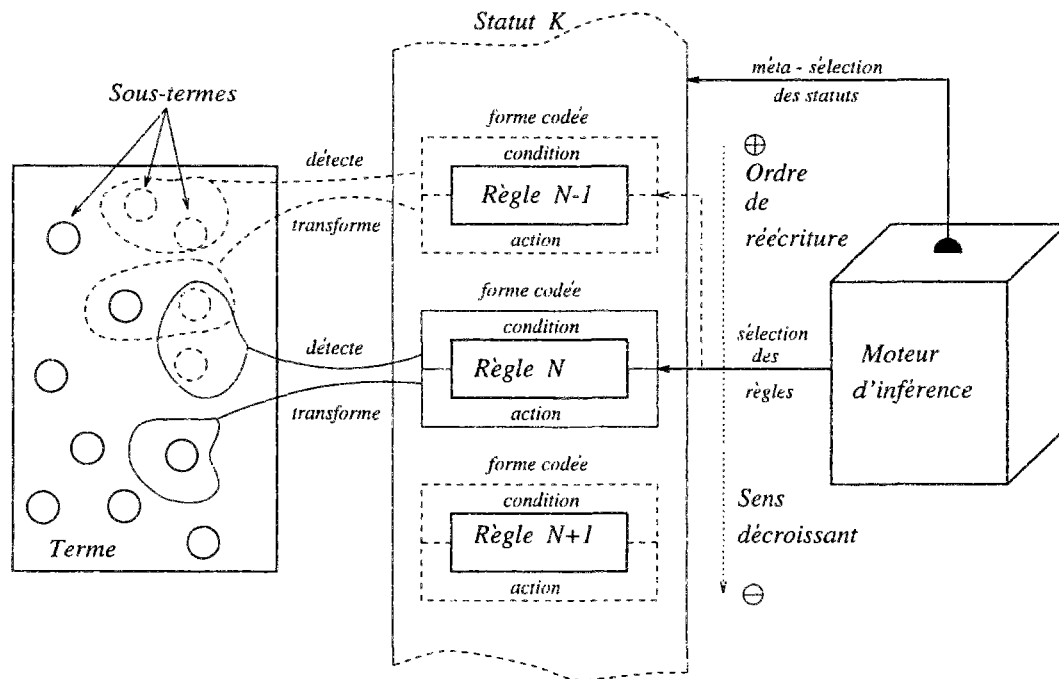 Statut K
méta - sélection
des statuts
Sous-termes
forme codée
condition
Règle N-1
action
détecte
transforme
Ordre
de
réécriture
forme codée
condition
Règle N
action
détecte
transforme
sélection
des
règles
Moteur
d'inférence
forme codée
condition
Règle N+1
action
Sens
décroissant
Terme